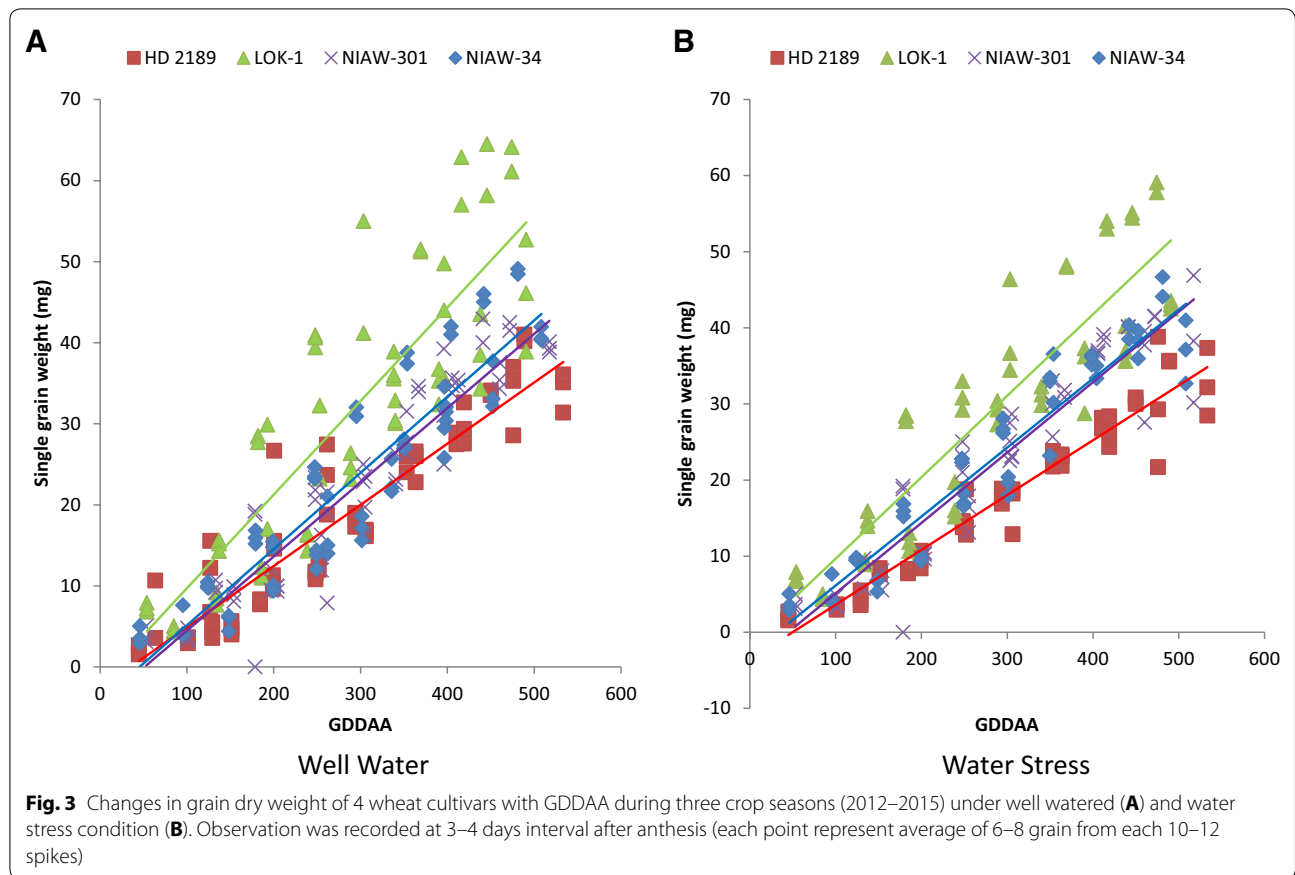 A
HD 2189 LOK-1 NIAW-301 NIAW-34
Single grain weight (mg)
70
60
50
40
30
20
10
0
0 100 200 300 400 500 600
GDDAA
Well Water
B
HD 2189 LOK-1 NIAW-301 NIAW-34
Single grain weight (mg)
70
60
50
40
30
20
10
0
-10
0 100 200 300 400 500 600
GDDAA
Water Stress
Fig. 3 Changes in grain dry weight of 4 wheat cultivars with GDDAA during three crop seasons (2012–2015) under well watered (A) and water
stress condition (B). Observation was recorded at 3–4 days interval after anthesis (each point represent average of 6–8 grain from each 10–12
spikes)